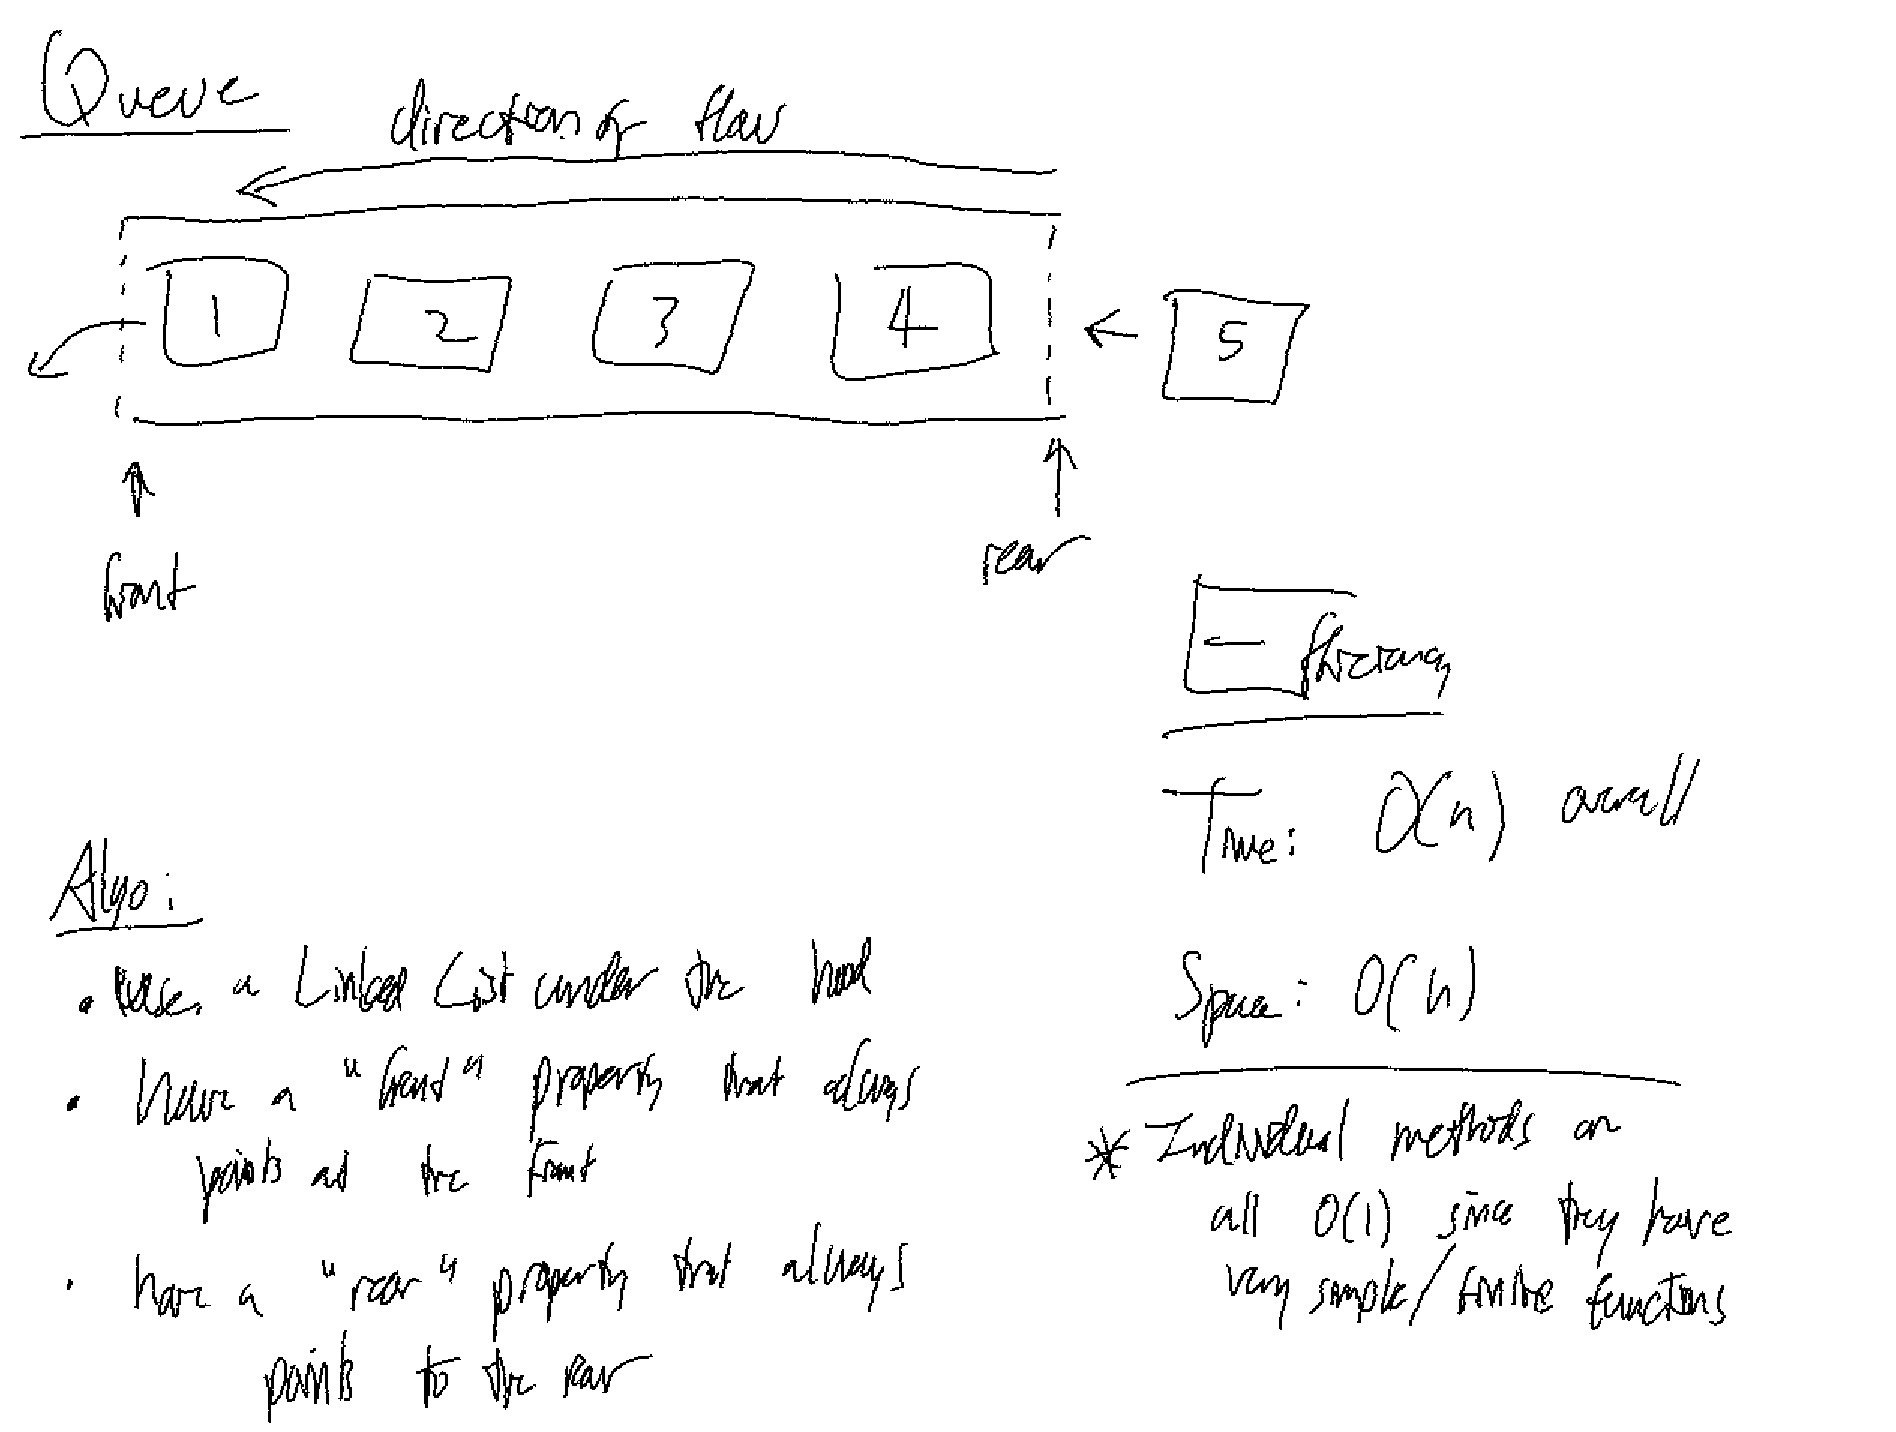 Queue
direction of flow
1 2 3 4 5
front
rear
Efficiency
Time: O(n) overall
Algo:
Space: O(n)
• uses a Linked List under the hood
• have a "front" property that always
points at the front
* Individual methods are
all O(1) since they have
very simple/finite functions
• have a "rear" property that always
points to the rear